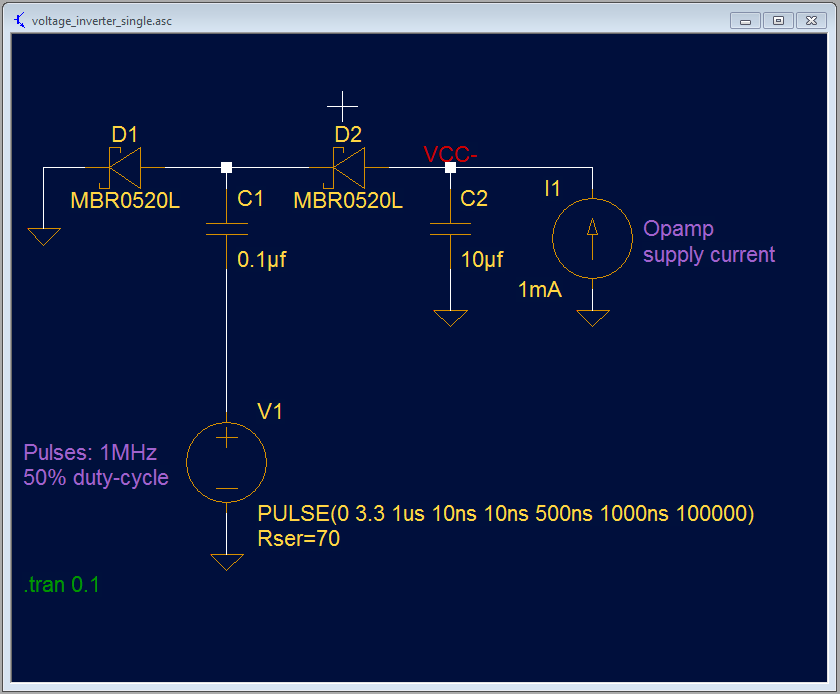 voltage_inverter_single.asc
D1
D2
VCC-
MBR0520L
MBR0520L
C1
C2
I1
0.1µf
10µf
1mA
Opamp
supply current
V1
Pulses: 1MHz
50% duty-cycle
PULSE(0 3.3 1us 10ns 10ns 500ns 1000ns 100000)
Rser=70
.tran 0.1